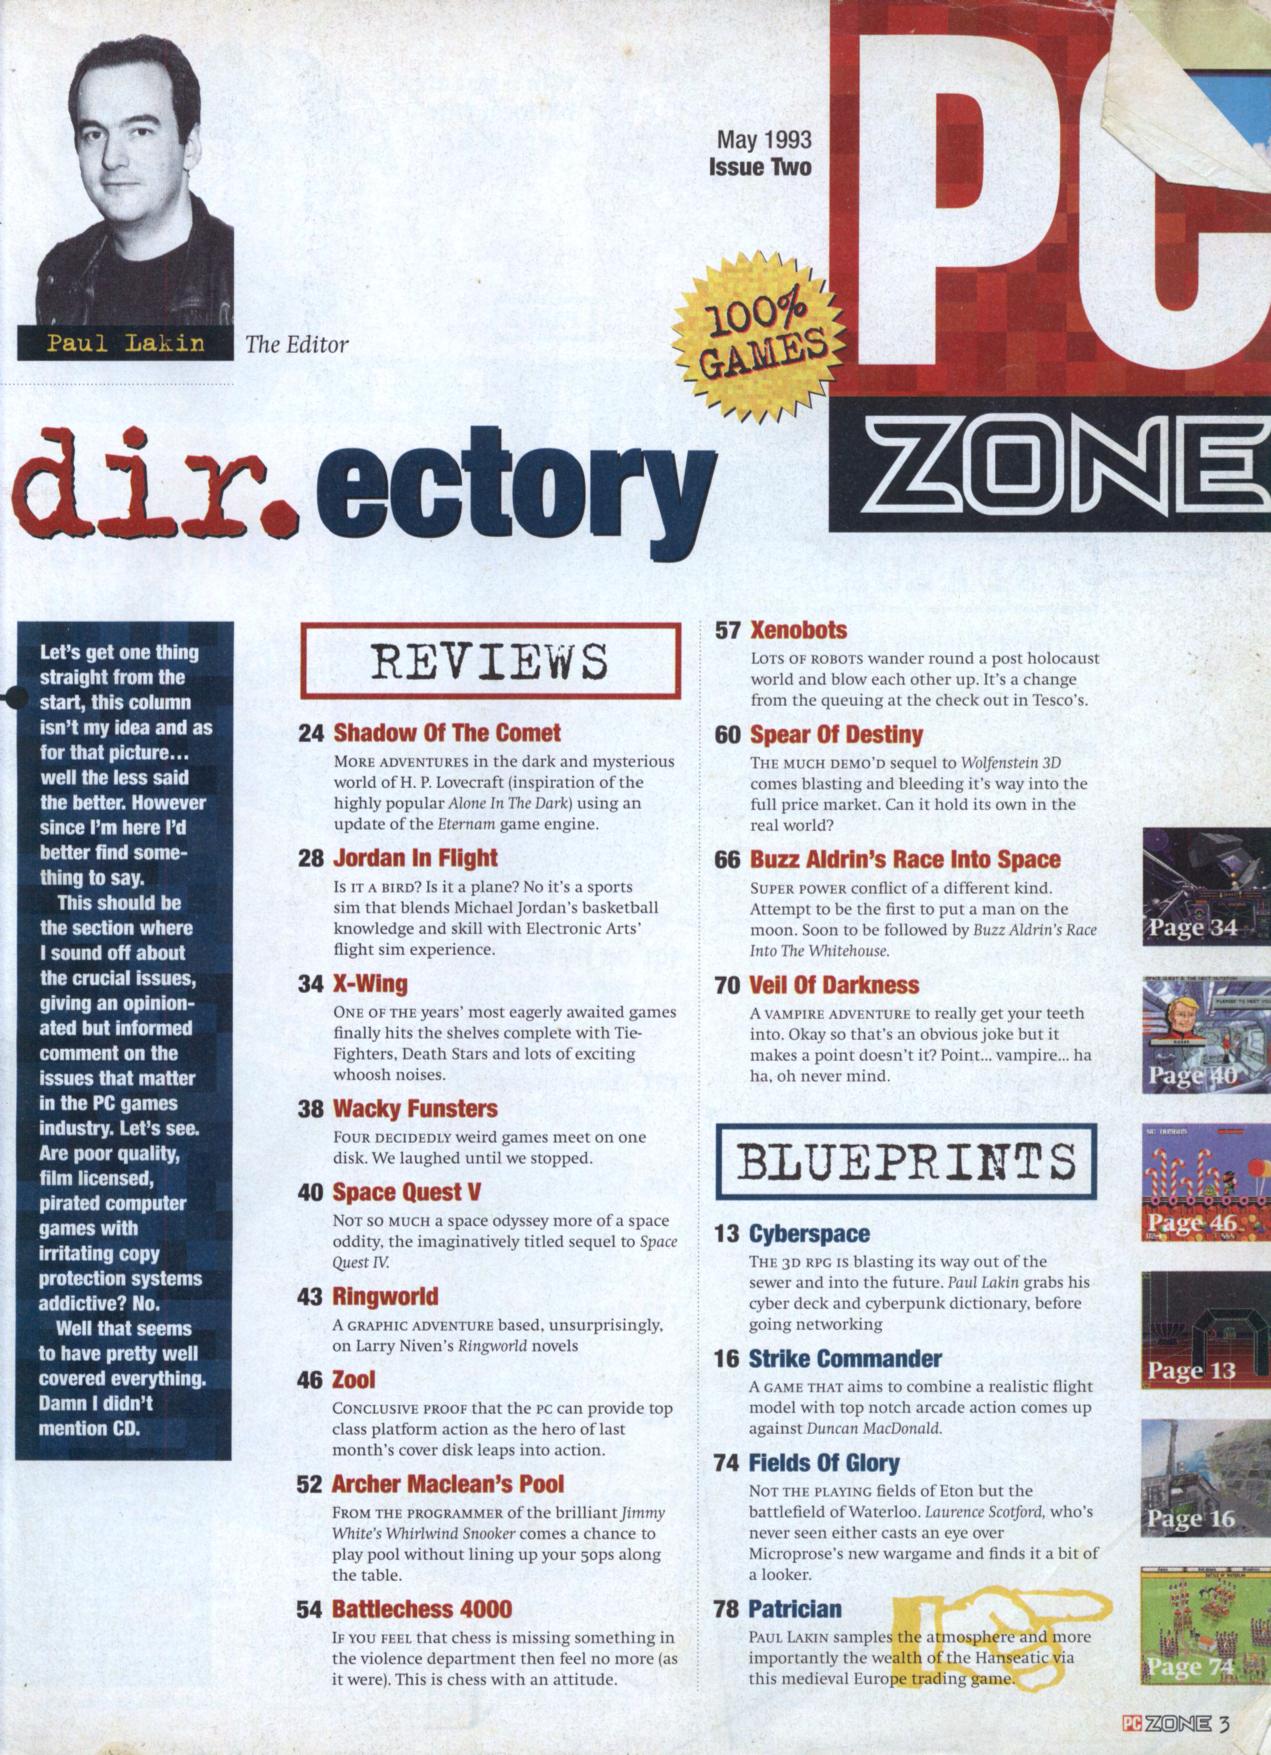 May 1993
Issue Two
PC
ZONE
100%
GAMES
Paul Lakin
The Editor
dir.ectory
Let's get one thing
straight from the
start, this column
isn't my idea and as
for that picture...
well the less said
the better. However
since I'm here I'd
better find some-
thing to say.
This should be
the section where
I sound off about
the crucial issues,
giving an opinion-
ated but informed
comment on the
issues that matter
in the PC games
industry. Let's see.
Are poor quality,
film licensed,
pirated computer
games with
irritating copy
protection systems
addictive? No.
Well that seems
to have pretty well
covered everything.
Damn I didn't
mention CD.
REVIEWS
24 Shadow Of The Comet
MORE ADVENTURES in the dark and mysterious
world of H. P. Lovecraft (inspiration of the
highly popular Alone In The Dark) using an
update of the Eternam game engine.
28 Jordan In Flight
IS IT A BIRD? Is it a plane? No it's a sports
sim that blends Michael Jordan's basketball
knowledge and skill with Electronic Arts'
flight sim experience.
34 X-Wing
ONE OF THE years' most eagerly awaited games
finally hits the shelves complete with Tie-
Fighters, Death Stars and lots of exciting
whoosh noises.
38 Wacky Funsters
FOUR DECIDEDLY weird games meet on one
disk. We laughed until we stopped.
40 Space Quest V
NOT SO MUCH a space odyssey more of a space
oddity, the imaginatively titled sequel to Space
Quest IV.
43 Ringworld
A GRAPHIC ADVENTURE based, unsurprisingly,
on Larry Niven's Ringworld novels
46 Zool
CONCLUSIVE PROOF that the PC can provide top
class platform action as the hero of last
month's cover disk leaps into action.
52 Archer Maclean's Pool
FROM THE PROGRAMMER of the brilliant Jimmy
White's Whirlwind Snooker comes a chance to
play pool without lining up your 50ps along
the table.
54 Battlechess 4000
IF YOU FEEL that chess is missing something in
the violence department then feel no more (as
it were). This is chess with an attitude.
57 Xenobots
LOTS OF ROBOTS wander round a post holocaust
world and blow each other up. It's a change
from the queuing at the check out in Tesco's.
60 Spear Of Destiny
THE MUCH DEMO'D sequel to Wolfenstein 3D
comes blasting and bleeding it's way into the
full price market. Can it hold its own in the
real world?
66 Buzz Aldrin's Race Into Space
SUPER POWER conflict of a different kind.
Attempt to be the first to put a man on the
moon. Soon to be followed by Buzz Aldrin's Race
Into The Whitehouse.
70 Veil Of Darkness
A VAMPIRE ADVENTURE to really get your teeth
into. Okay so that's an obvious joke but it
makes a point doesn't it? Point... vampire... ha
ha, oh never mind.
BLUEPRINTS
13 Cyberspace
THE 3D RPG IS blasting its way out of the
sewer and into the future. Paul Lakin grabs his
cyber deck and cyberpunk dictionary, before
going networking
16 Strike Commander
A GAME THAT aims to combine a realistic flight
model with top notch arcade action comes up
against Duncan MacDonald.
74 Fields Of Glory
NOT THE PLAYING fields of Eton but the
battlefield of Waterloo. Laurence Scotford, who's
never seen either casts an eye over
Microprose's new wargame and finds it a bit of
a looker.
78 Patrician
PAUL LAKIN samples the atmosphere and more
importantly the wealth of the Hanseatic via
this medieval Europe trading game.
Page 34
Page 40
Page 46
Page 13
Page 16
Page 74
PC ZONE 3